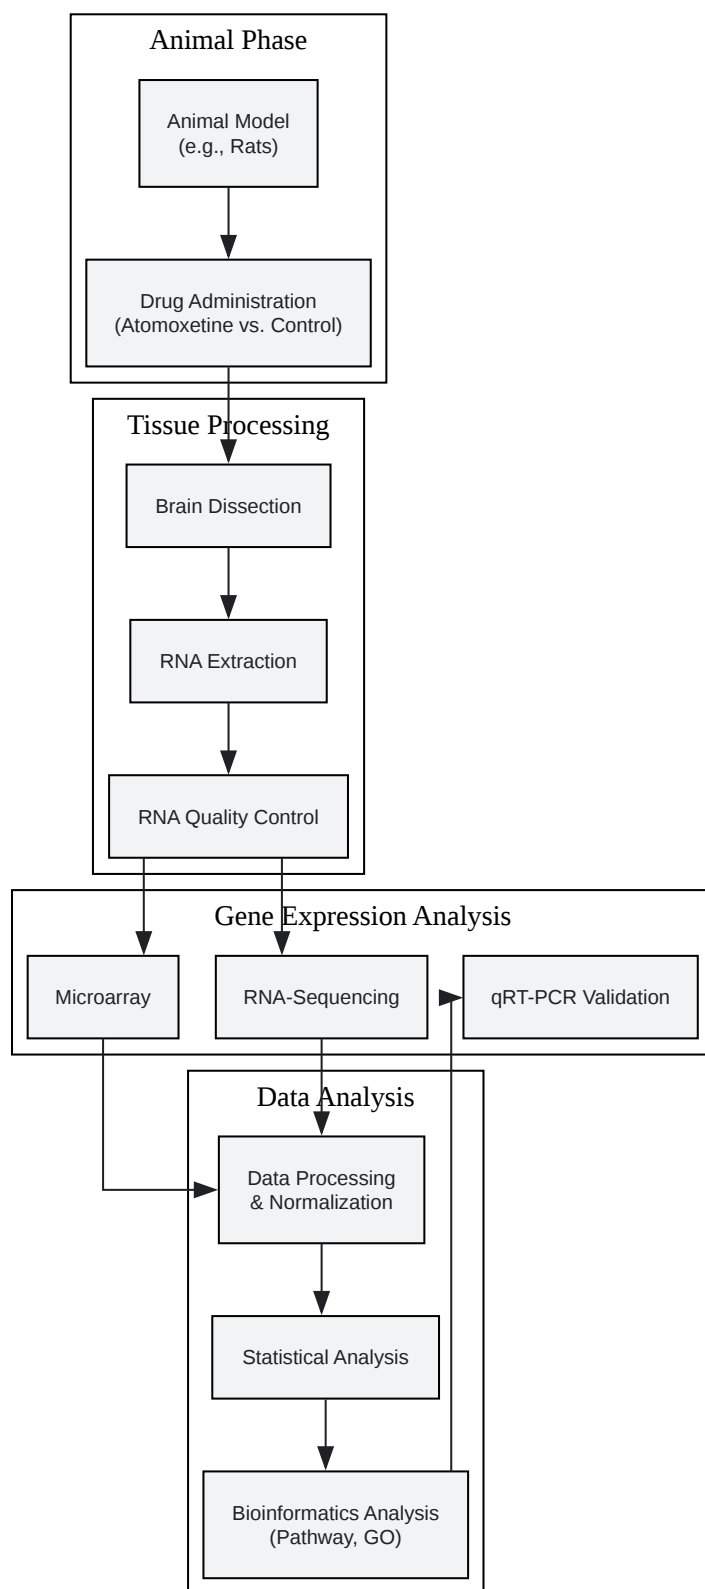 Animal Phase
Animal Model
(e.g., Rats)
Drug Administration
(Atomoxetine vs. Control)
Tissue Processing
Brain Dissection
RNA Extraction
RNA Quality Control
Gene Expression Analysis
Microarray
RNA-Sequencing
qRT-PCR Validation
Data Analysis
Data Processing
& Normalization
Statistical Analysis
Bioinformatics Analysis
(Pathway, GO)